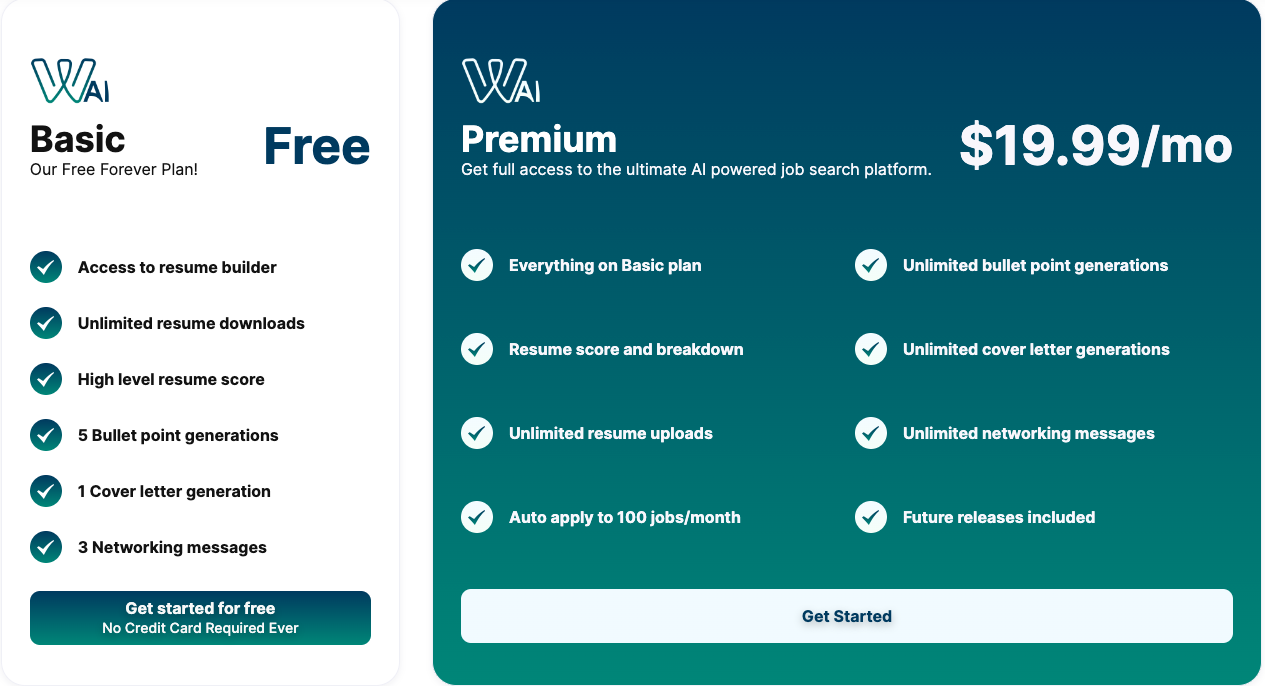 WAI
Basic
Our Free Forever Plan!
Free
Access to resume builder
Unlimited resume downloads
High level resume score
5 Bullet point generations
1 Cover letter generation
3 Networking messages
Get started for free
No Credit Card Required Ever
WAI
Premium
Get full access to the ultimate AI powered job search platform.
$19.99/mo
Everything on Basic plan
Unlimited bullet point generations
Resume score and breakdown
Unlimited cover letter generations
Unlimited resume uploads
Unlimited networking messages
Auto apply to 100 jobs/month
Future releases included
Get Started